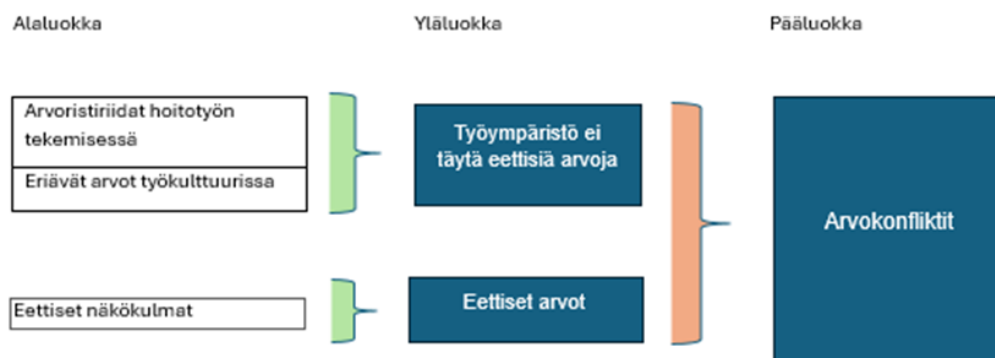 Alaluokka
Yläluokka
Pääluokka
Arvoristiriidat hoitotyön
tekemisessä
Eriävät arvot työkulttuurissa
Työympäristö ei
täytä eettisiä arvoja
Arvokonfliktit
Eettiset näkökulmat
Eettiset arvot